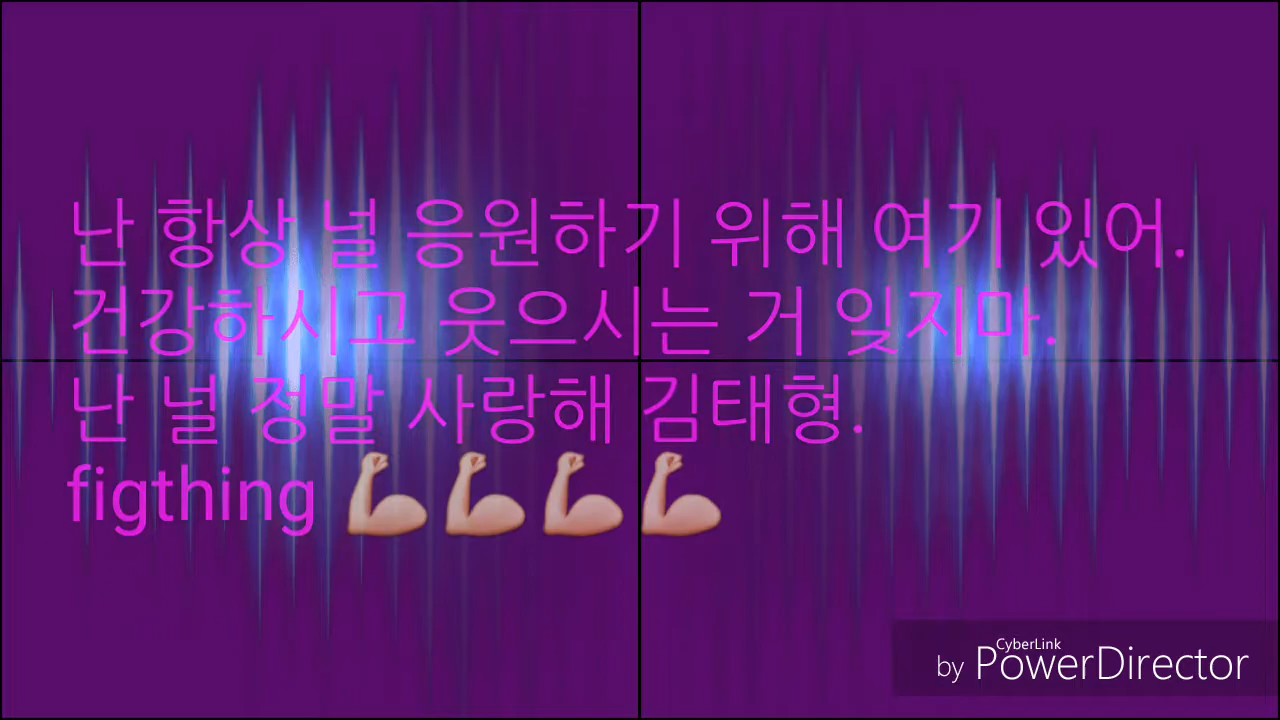 난 항상 널 응원하기 위해 여기 있어.
건강하시고 웃으시는 거 잊지마.
난 널 정말 사랑해 김태형.
figthing 💪💪💪💪
CyberLink
by PowerDirector